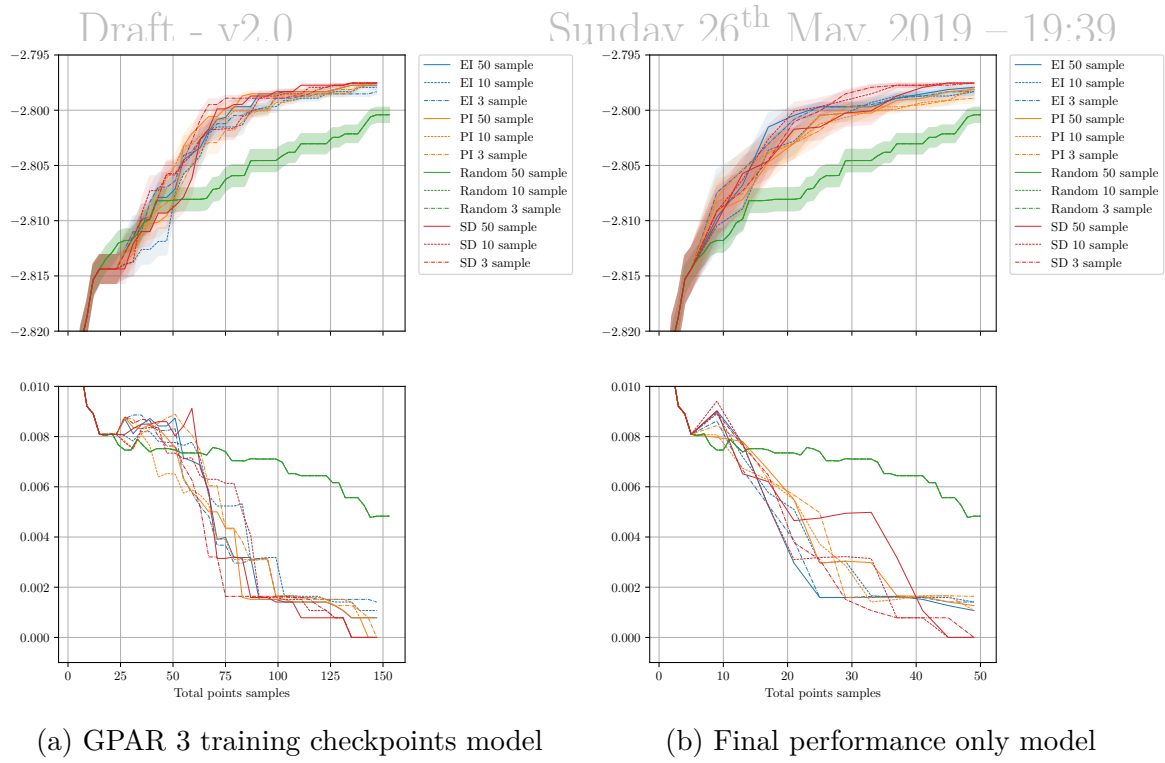 Draft - v2.0 Sunday 26th May, 2019 – 19:39
−2.795
−2.800
−2.805
−2.810
−2.815
−2.820
EI 50 sample
EI 10 sample
EI 3 sample
PI 50 sample
PI 10 sample
PI 3 sample
Random 50 sample
Random 10 sample
Random 3 sample
SD 50 sample
SD 10 sample
SD 3 sample
0.010
0.008
0.006
0.004
0.002
0.000
0 25 50 75 100 125 150
Total points samples
(a) GPAR 3 training checkpoints model
−2.795
−2.800
−2.805
−2.810
−2.815
−2.820
EI 50 sample
EI 10 sample
EI 3 sample
PI 50 sample
PI 10 sample
PI 3 sample
Random 50 sample
Random 10 sample
Random 3 sample
SD 50 sample
SD 10 sample
SD 3 sample
0.010
0.008
0.006
0.004
0.002
0.000
0 10 20 30 40 50
Total points samples
(b) Final performance only model